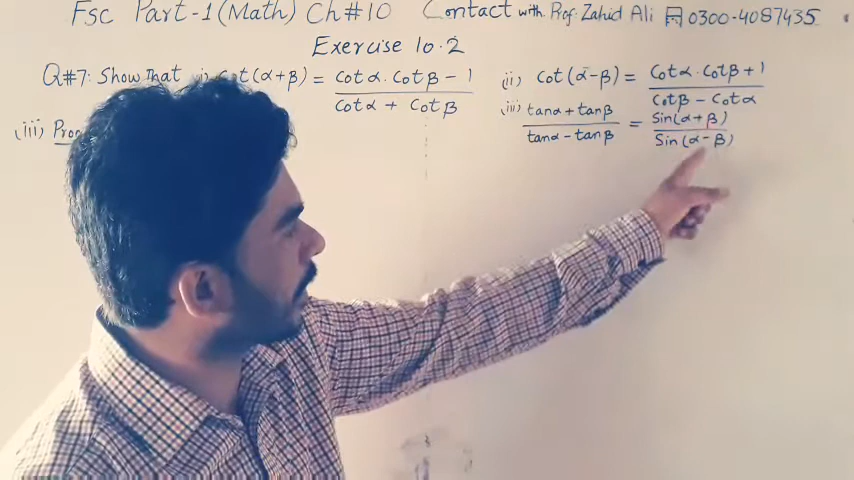 Fsc Part-1 (Math) Ch#10 Contact with Prof: Zahid Ali 0300-4087435
Exercise 10.2
Q#7: Show that i) Cot(α+β) = (Cotα·Cotβ - 1)/(Cotα + Cotβ) (ii) Cot(α-β) = (Cotα·Cotβ+1)/(Cotβ - Cotα)
(iii) (tanα+tanβ)/(tanα-tanβ) = Sin(α+β)/Sin(α-β)
(iii)